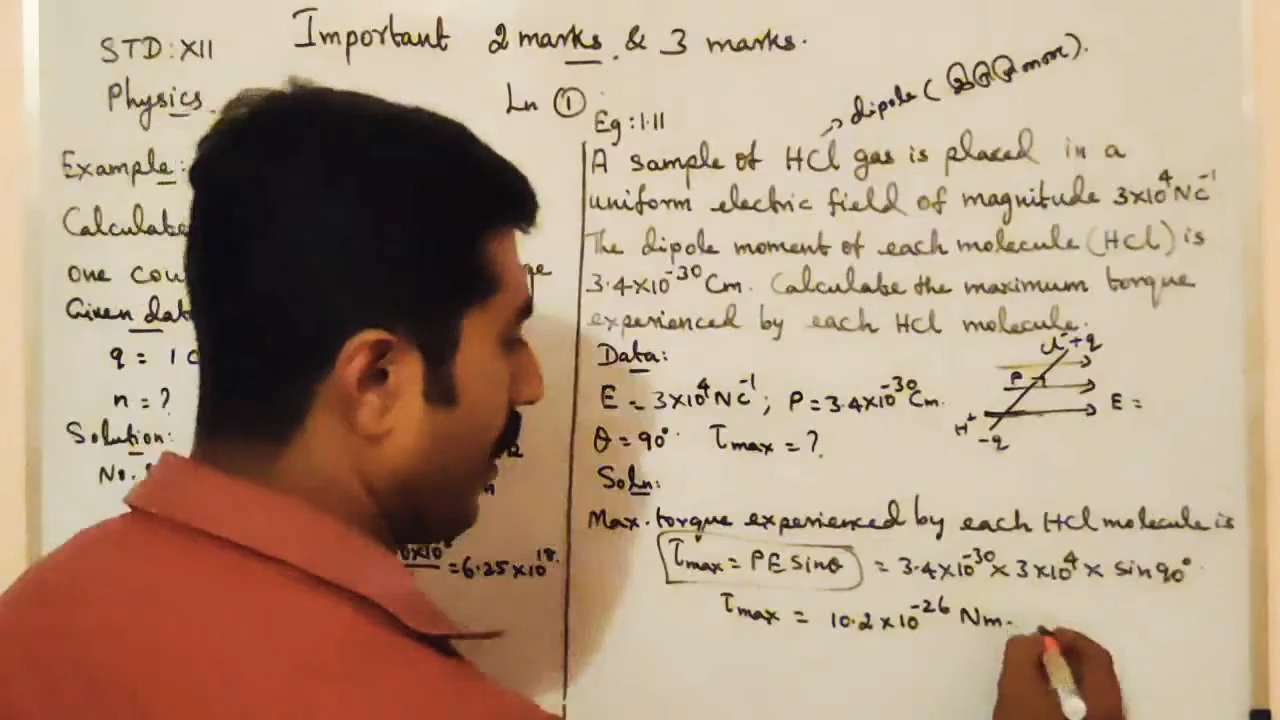 Important 2 marks & 3 marks.
STD: XII
Physics
Ln ①
Example:
Calculate
one cou
Given dat
q = 1 C
n = ?
Solution:
No.
= 6.25×10¹⁸.
Eg: 1.11
→ dipole (
A sample of HCl gas is placed in a
uniform electric field of magnitude 3×10⁴ NC⁻¹
The dipole moment of each molecule (HCl) is
3.4×10⁻³⁰ Cm. Calculate the maximum torque
experienced by each HCl molecule.
Data:
E = 3×10⁴ NC⁻¹; P = 3.4×10⁻³⁰ Cm.
θ = 90° τmax = ?
+q
P
E =
H⁺
-q
Soln:
Max. torque experienced by each HCl molecule is
τmax = PE sinθ = 3.4×10⁻³⁰ × 3×10⁴ × sin 90°
τmax = 10.2×10⁻²⁶ Nm.